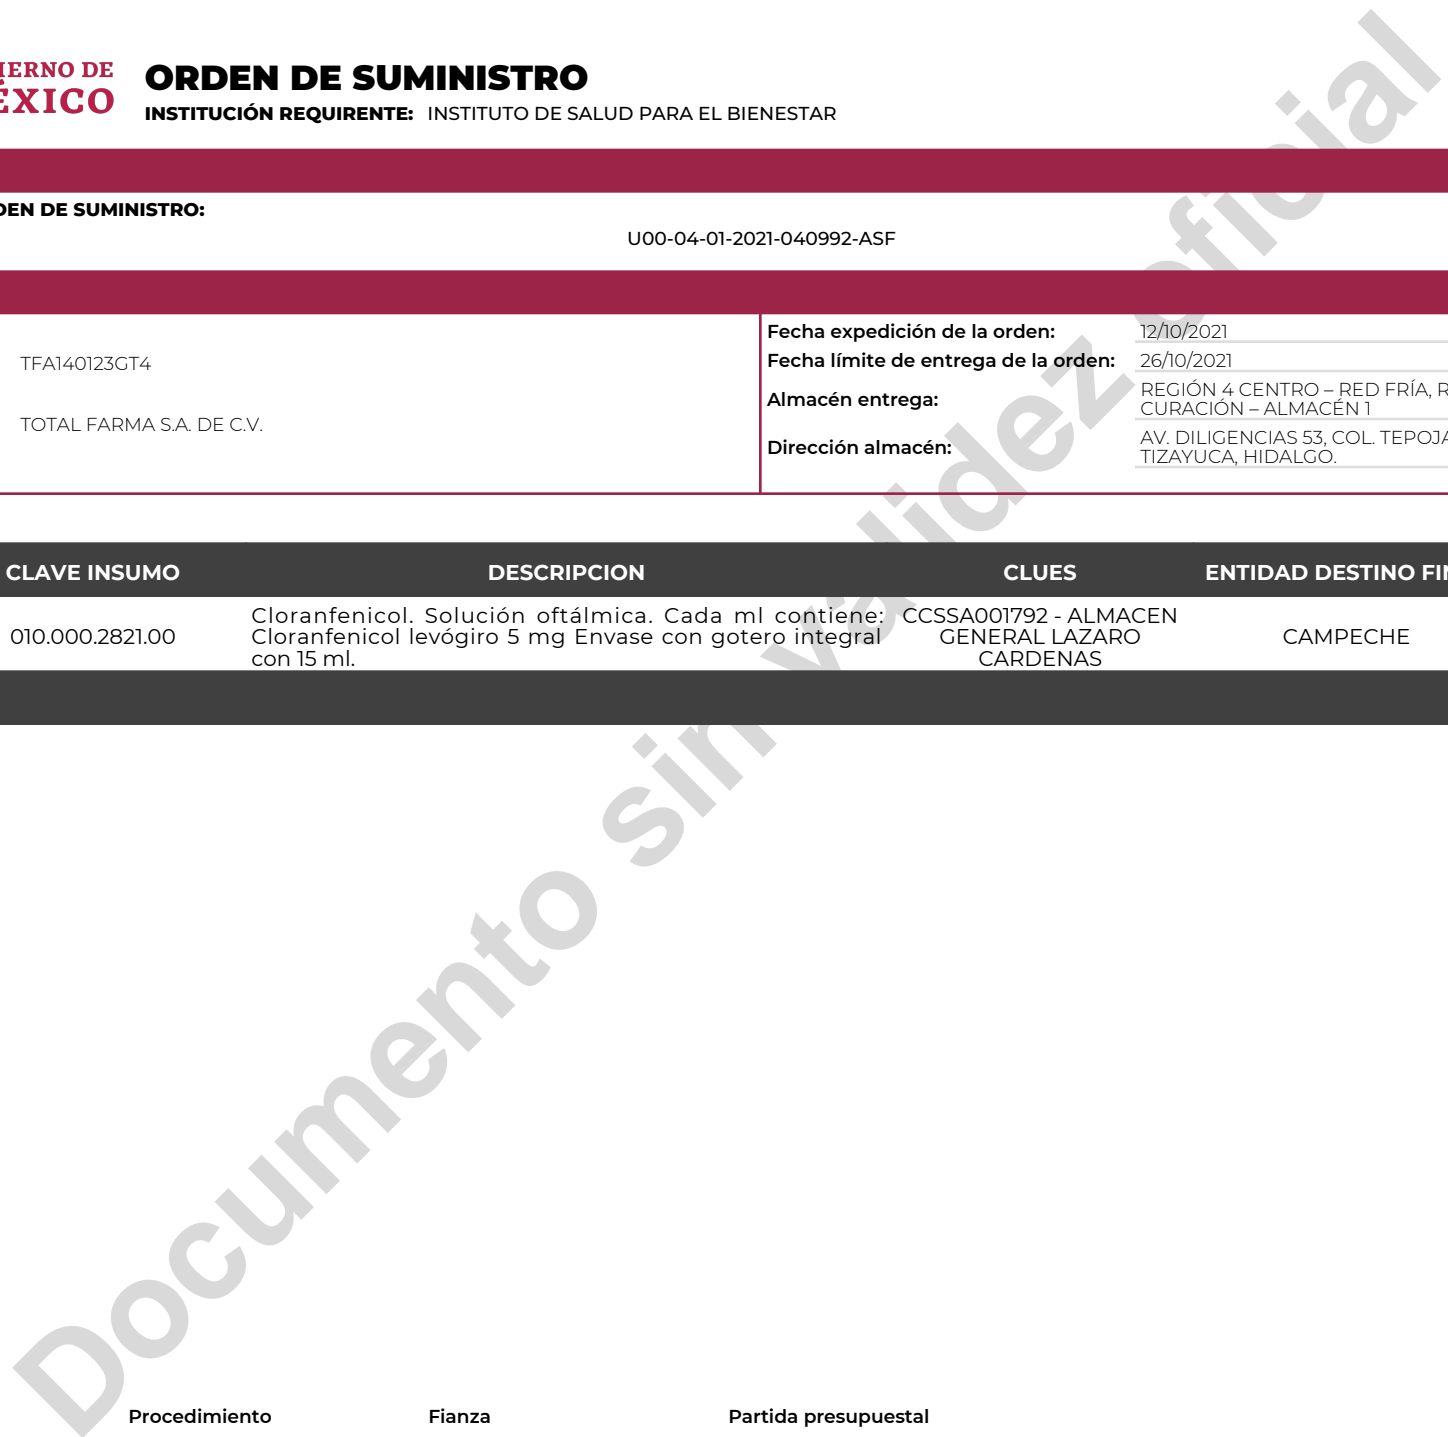 IERNO DE
ÉXICO
ORDEN DE SUMINISTRO
INSTITUCIÓN REQUIRENTE: INSTITUTO DE SALUD PARA EL BIENESTAR
DEN DE SUMINISTRO:
U00-04-01-2021-040992-ASF
TFA140123GT4
TOTAL FARMA S.A. DE C.V.
Fecha expedición de la orden: 12/10/2021
Fecha límite de entrega de la orden: 26/10/2021
Almacén entrega: REGIÓN 4 CENTRO – RED FRÍA, R
CURACIÓN – ALMACÉN 1
Dirección almacén: AV. DILIGENCIAS 53, COL. TEPOJA
TIZAYUCA, HIDALGO.
CLAVE INSUMO DESCRIPCION CLUES ENTIDAD DESTINO FIN
010.000.2821.00
Cloranfenicol. Solución oftálmica. Cada ml contiene:
Cloranfenicol levógiro 5 mg Envase con gotero integral
con 15 ml.
CCSSA001792 - ALMACEN
GENERAL LAZARO
CARDENAS
CAMPECHE
Documento sin validez oficial
Procedimiento Fianza Partida presupuestal